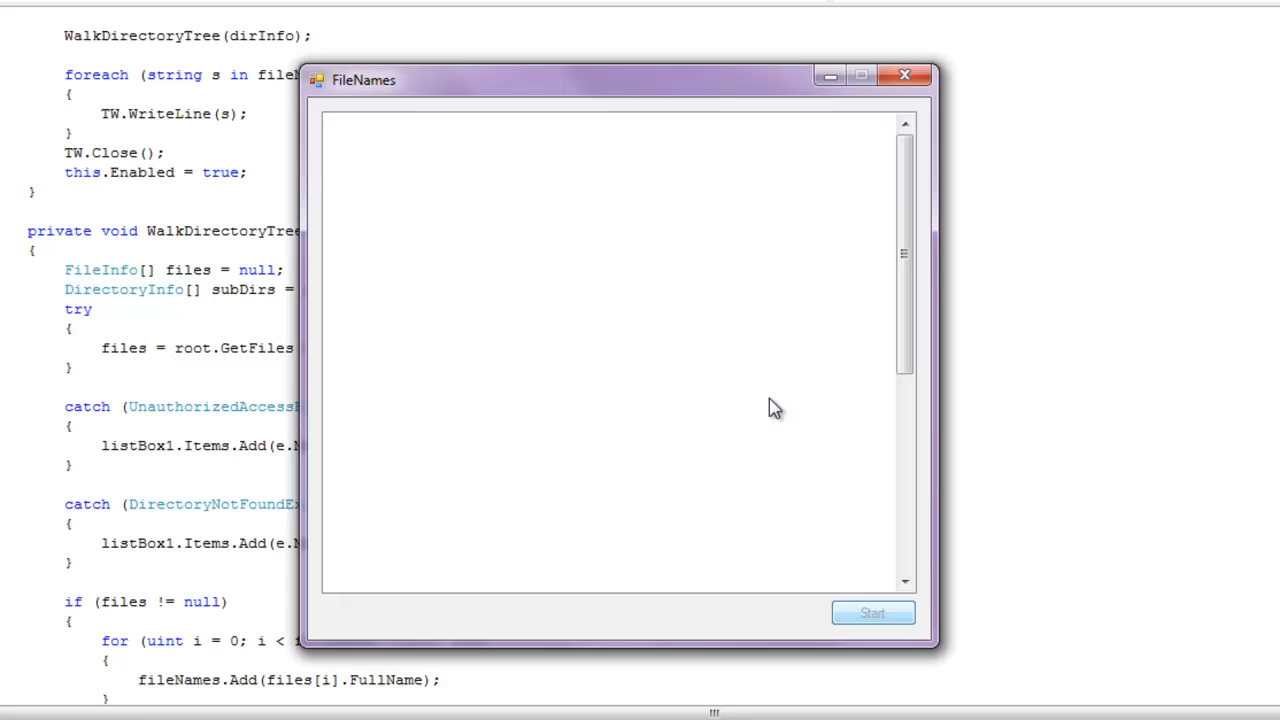 WalkDirectoryTree(dirInfo);
foreach (string s in file
{
TW.WriteLine(s);
}
TW.Close();
this.Enabled = true;
}
private void WalkDirectoryTree
{
FileInfo[] files = null;
DirectoryInfo[] subDirs =
try
{
files = root.GetFiles
}
catch (UnauthorizedAccess
{
listBox1.Items.Add(e.
}
catch (DirectoryNotFoundEx
{
listBox1.Items.Add(e.
}
if (files != null)
{
for (uint i = 0; i <
{
fileNames.Add(files[i].FullName);
}
FileNames
Start